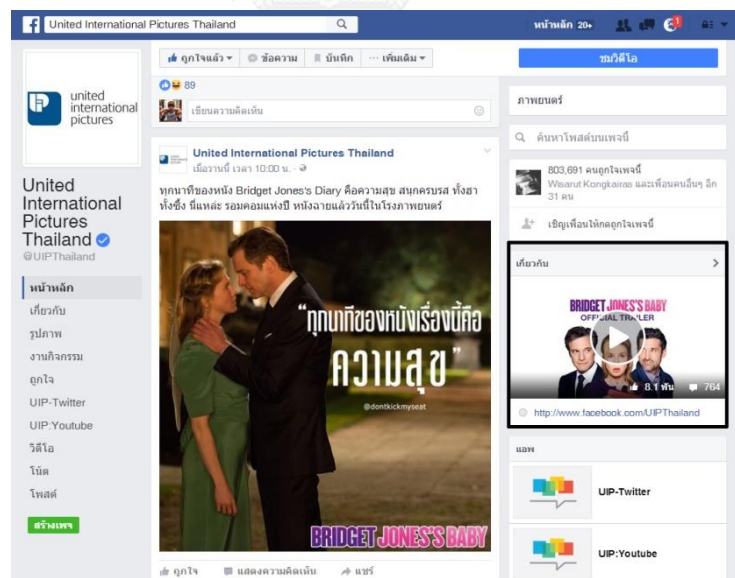 United International Pictures Thailand
หน้าหลัก 20+
1
united
international
pictures
United
International
Pictures
Thailand
@UIPThailand
หน้าหลัก
เกี่ยวกับ
รูปภาพ
งานกิจกรรม
ถูกใจ
UIP-Twitter
UIP:Youtube
วิดีโอ
โน้ต
โพสต์
สร้างเพจ
ถูกใจแล้ว
ข้อความ
บันทึก
เพิ่มเติม
89
เขียนความคิดเห็น
United International Pictures Thailand
เมื่อวานนี้ เวลา 10:00 น.
ทุกนาทีของหนัง Bridget Jones's Diary คือความสุข สนุกครบรส ทั้งฮา
ทั้งซึ้ง นี่แหละ รอมคอมแห่งปี หนังฉายแล้ววันนี้ในโรงภาพยนตร์
“ทุกนาทีของหนังเรื่องนี้คือ
ความสุข”
@dontkickmyseat
BRIDGET JONES'S BABY
ถูกใจ
แสดงความคิดเห็น
แชร์
ชมวิดีโอ
ภาพยนตร์
ค้นหาโพสต์บนเพจนี้
803,691 คนถูกใจเพจนี้
Wisarut Kongkairas และเพื่อนคนอื่นๆ อีก
31 คน
เชิญเพื่อนให้กดถูกใจเพจนี้
เกี่ยวกับ
BRIDGET JONES'S BABY
OFFICIAL TRAILER
8.1 พัน 764
http://www.facebook.com/UIPThailand
แอพ
UIP-Twitter
UIP:Youtube